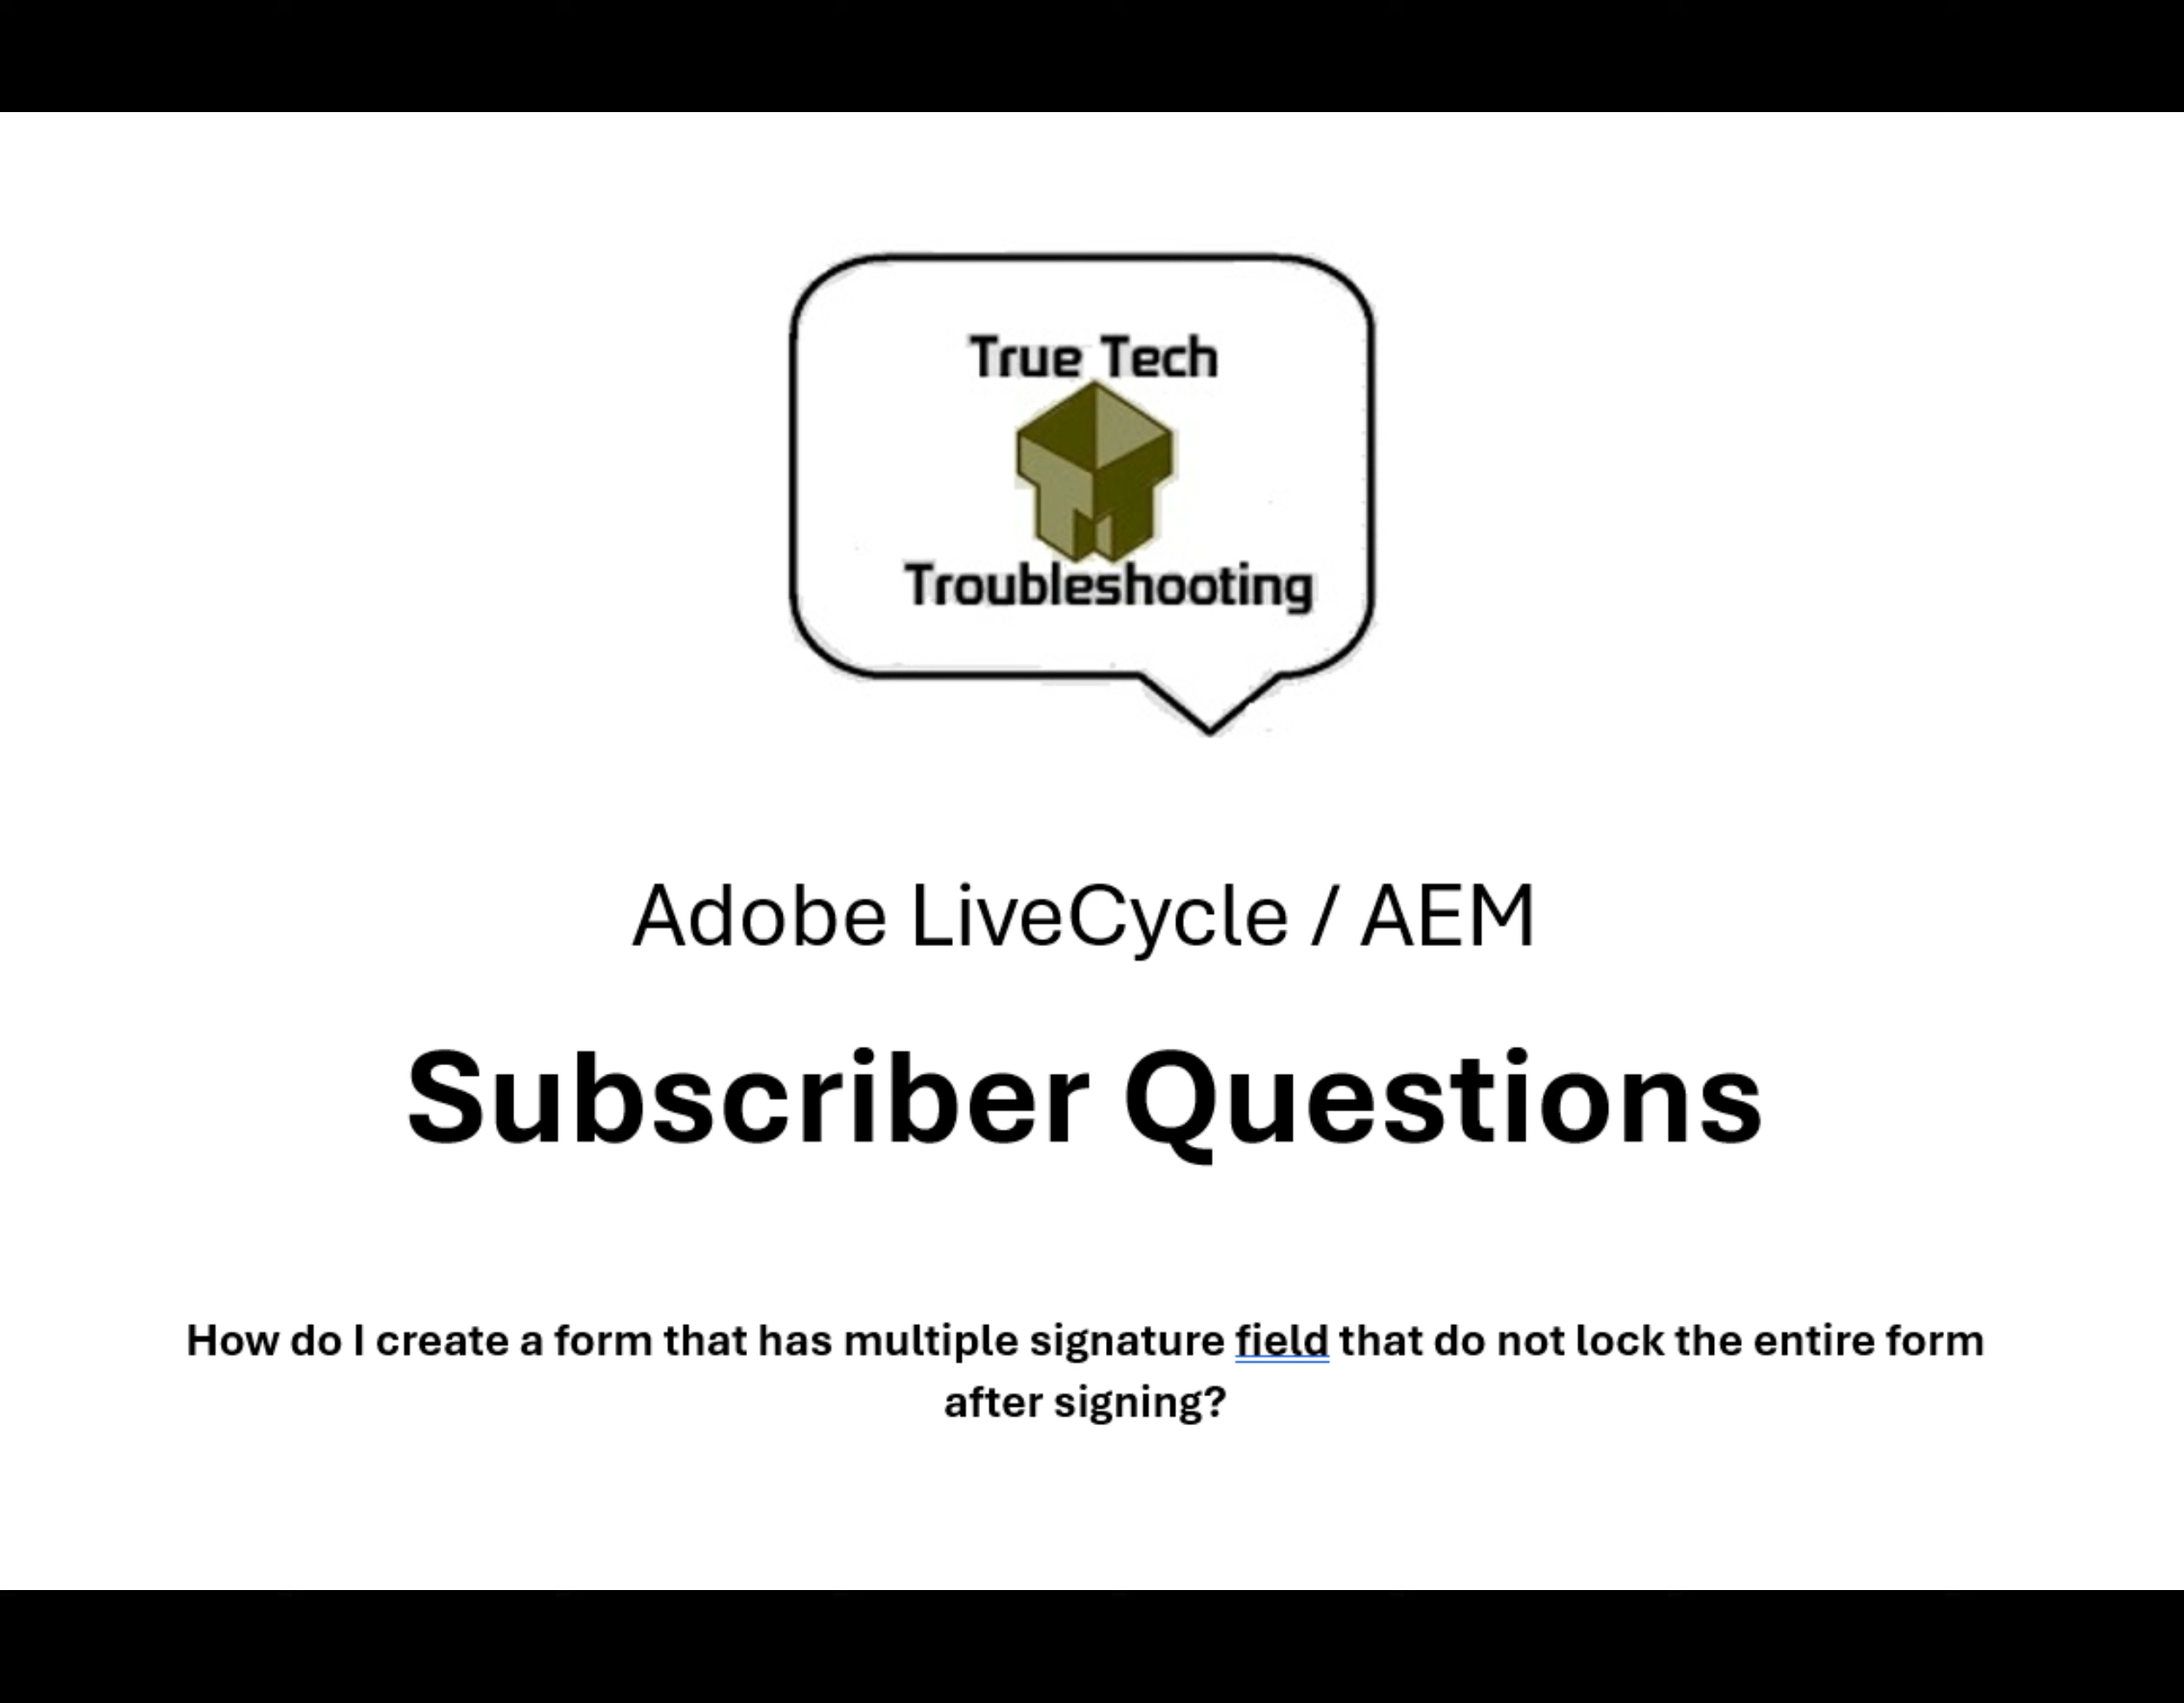 True Tech
Troubleshooting
Adobe LiveCycle / AEM
Subscriber Questions
How do I create a form that has multiple signature field that do not lock the entire form
after signing?